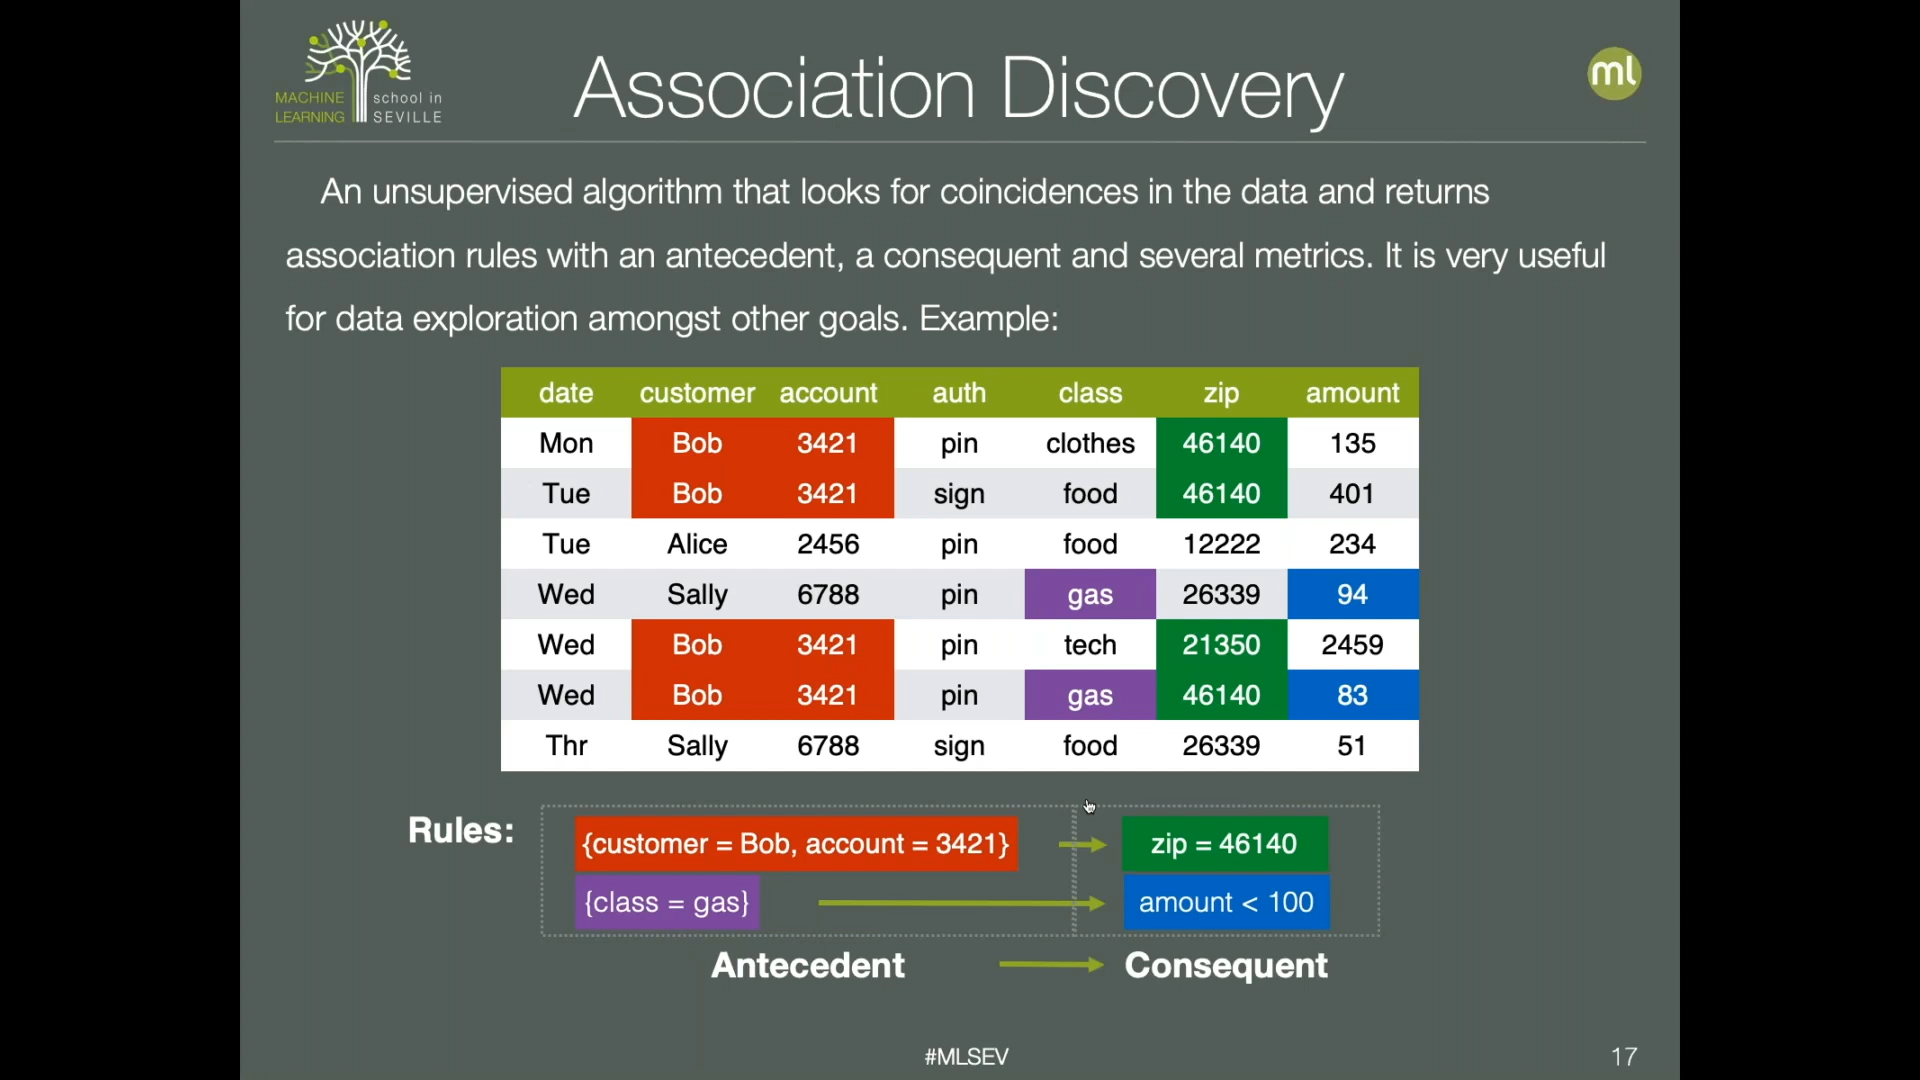 MACHINE LEARNING school in SEVILLE
Association Discovery
ml
An unsupervised algorithm that looks for coincidences in the data and returns
association rules with an antecedent, a consequent and several metrics. It is very useful
for data exploration amongst other goals. Example:
date customer account auth class zip amount
Mon Bob 3421 pin clothes 46140 135
Tue Bob 3421 sign food 46140 401
Tue Alice 2456 pin food 12222 234
Wed Sally 6788 pin gas 26339 94
Wed Bob 3421 pin tech 21350 2459
Wed Bob 3421 pin gas 46140 83
Thr Sally 6788 sign food 26339 51
Rules:
{customer = Bob, account = 3421} zip = 46140
{class = gas} amount < 100
Antecedent Consequent
#MLSEV
17